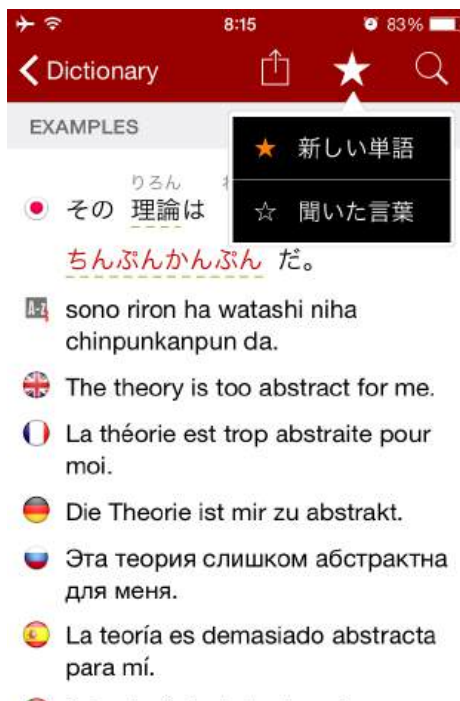 8:15
83%
Dictionary
EXAMPLES
新しい単語
聞いた言葉
りろん
その 理論は
ちんぷんかんぷん だ。
A-Z
sono riron ha watashi niha
chinpunkanpun da.
The theory is too abstract for me.
La théorie est trop abstraite pour
moi.
Die Theorie ist mir zu abstrakt.
Эта теория слишком абстрактна
для меня.
La teoría es demasiado abstracta
para mí.